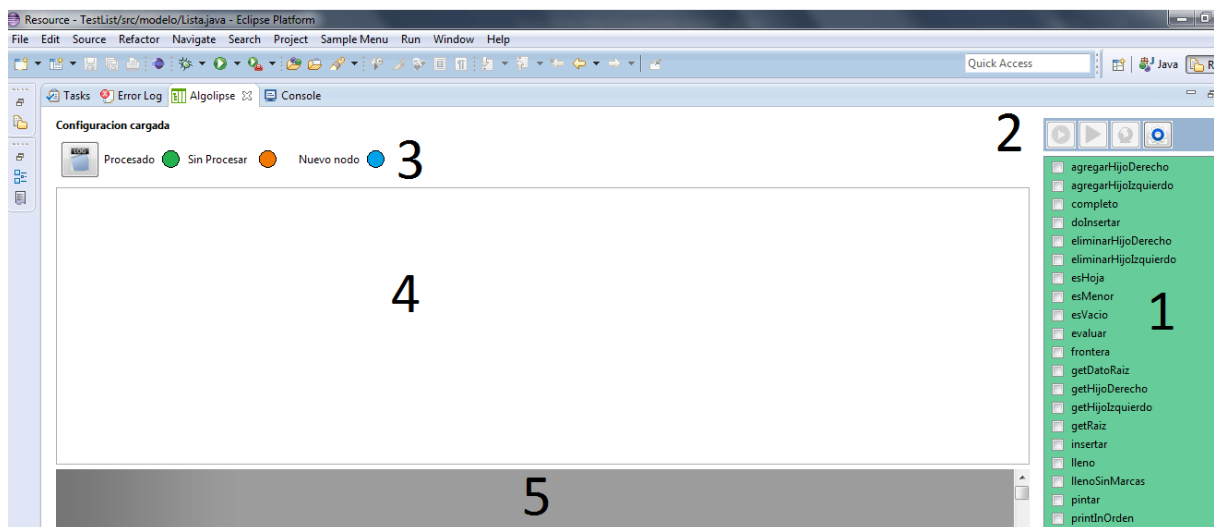 Resource - TestList/src/modelo/Lista.java - Eclipse Platform
File Edit Source Refactor Navigate Search Project Sample Menu Run Window Help
Quick Access
Java
R
Tasks Error Log Algolipse Console
Configuracion cargada
2
LOG
Procesado Sin Procesar Nuevo nodo 3
4
5
agregarHijoDerecho
agregarHijoIzquierdo
completo
doInsertar
eliminarHijoDerecho
eliminarHijoIzquierdo
esHoja
esMenor
esVacio
1
evaluar
frontera
getDatoRaiz
getHijoDerecho
getHijoIzquierdo
getRaiz
insertar
lleno
llenoSinMarcas
pintar
printInOrden